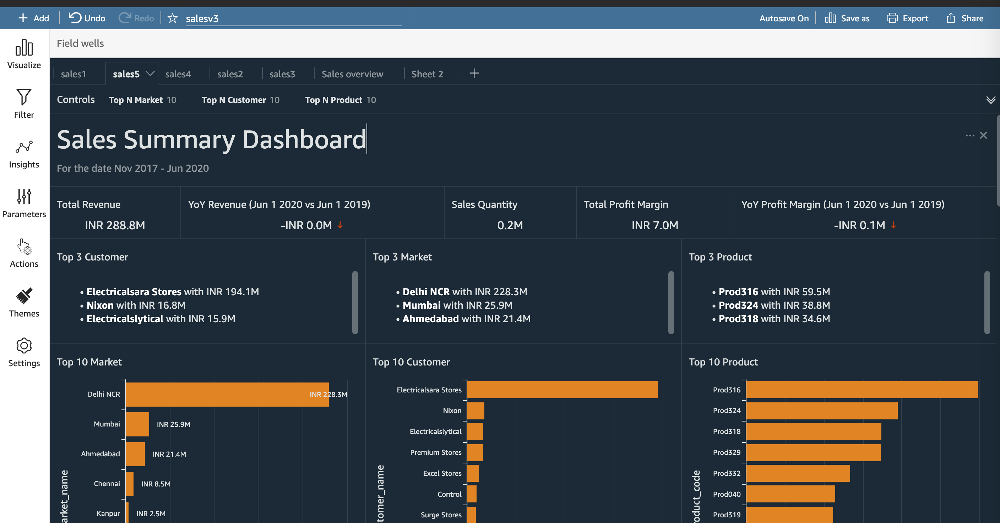 Add
Undo
Redo
salesv3
Autosave On
Save as
Export
Share
Visualize
Filter
Insights
Parameters
Actions
Themes
Settings
Field wells
sales1
sales5
sales4
sales2
sales3
Sales overview
Sheet 2
Controls
Top N Market 10
Top N Customer 10
Top N Product 10
Sales Summary Dashboard
For the date Nov 2017 - Jun 2020
Total Revenue
INR 288.8M
YoY Revenue (Jun 1 2020 vs Jun 1 2019)
-INR 0.0M
Sales Quantity
0.2M
Total Profit Margin
INR 7.0M
YoY Profit Margin (Jun 1 2020 vs Jun 1 2019)
-INR 0.1M
Top 3 Customer
• Electricalsara Stores with INR 194.1M
• Nixon with INR 16.8M
• Electricalslytical with INR 15.9M
Top 3 Market
• Delhi NCR with INR 228.3M
• Mumbai with INR 25.9M
• Ahmedabad with INR 21.4M
Top 3 Product
• Prod316 with INR 59.5M
• Prod324 with INR 38.8M
• Prod318 with INR 34.6M
Top 10 Market
arket_name
Delhi NCR
INR 228.3M
Mumbai
INR 25.9M
Ahmedabad
INR 21.4M
Chennai
INR 8.5M
Kanpur
INR 2.5M
Top 10 Customer
tomer_name
Electricalsara Stores
Nixon
Electricalslytical
Premium Stores
Excel Stores
Control
Surge Stores
Top 10 Product
oduct_code
Prod316
Prod324
Prod318
Prod329
Prod332
Prod040
Prod319